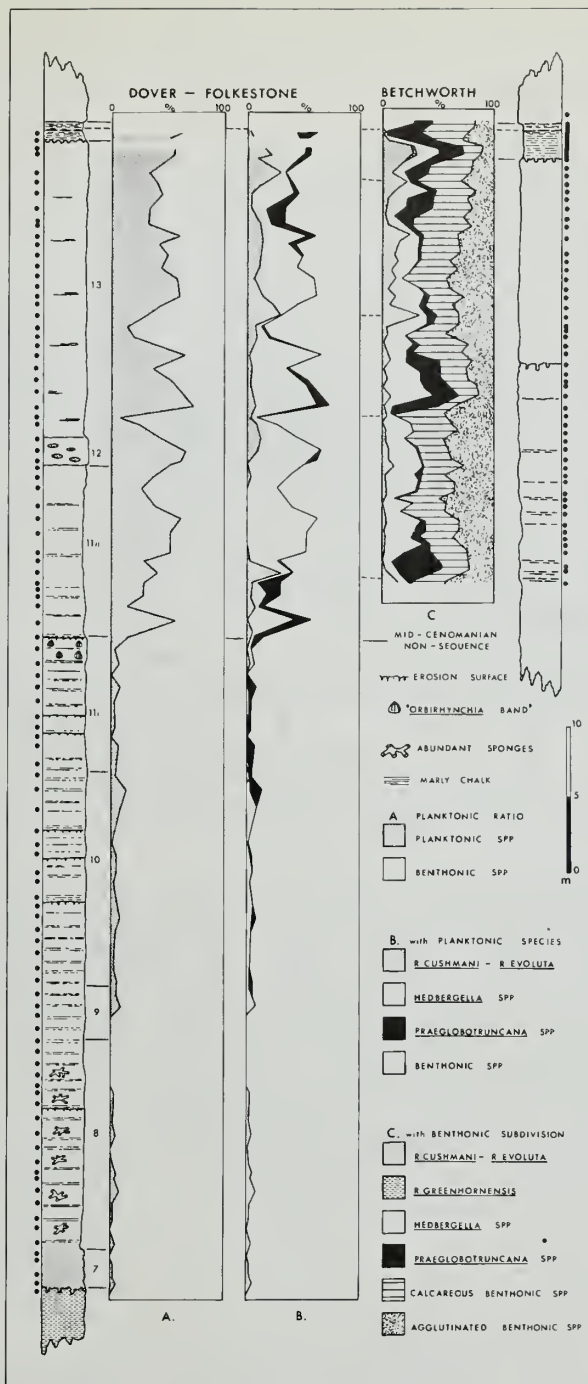 DOVER – FOLKESTONE
BETCHWORTH
0 % 100
0 % 100
0 % 100
13
12
11ii
11i
10
9
8
7
A.
B.
C
MID-CENOMANIAN
NON-SEQUENCE
EROSION SURFACE
"ORBIRHYNCHIA BAND"
ABUNDANT SPONGES
MARLY CHALK
A PLANKTONIC RATIO
PLANKTONIC SPP
BENTHONIC SPP
10
5
0
m
B. with PLANKTONIC SPECIES
R CUSHMANI – R EVOLUTA
HEDBERGELLA SPP
PRAEGLOBOTRUNCANA SPP
BENTHONIC SPP
C. with BENTHONIC SUBDIVISION
R CUSHMANI – R EVOLUTA
R GREENHORNENSIS
HEDBERGELLA SPP
PRAEGLOBOTRUNCANA SPP
CALCAREOUS BENTHONIC SPP
AGGLUTINATED BENTHONIC SPP